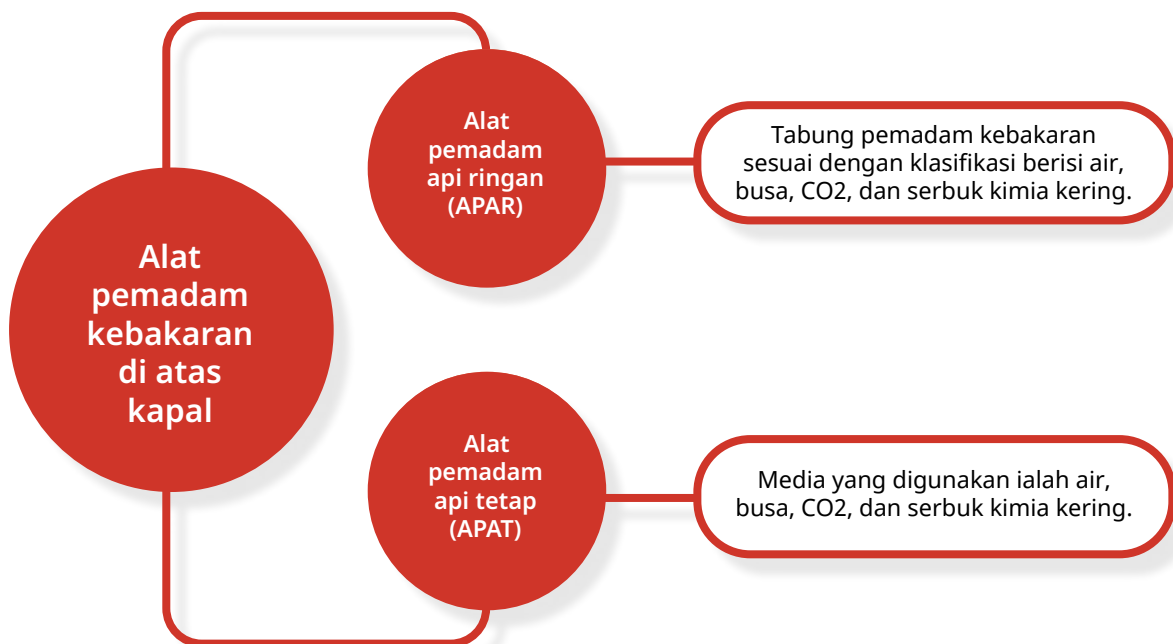 Alat
pemadam
kebakaran
di atas
kapal
Alat
pemadam
api ringan
(APAR)
Tabung pemadam kebakaran
sesuai dengan klasifikasi berisi air,
busa, CO2, dan serbuk kimia kering.
Alat
pemadam
api tetap
(APAT)
Media yang digunakan ialah air,
busa, CO2, dan serbuk kimia kering.